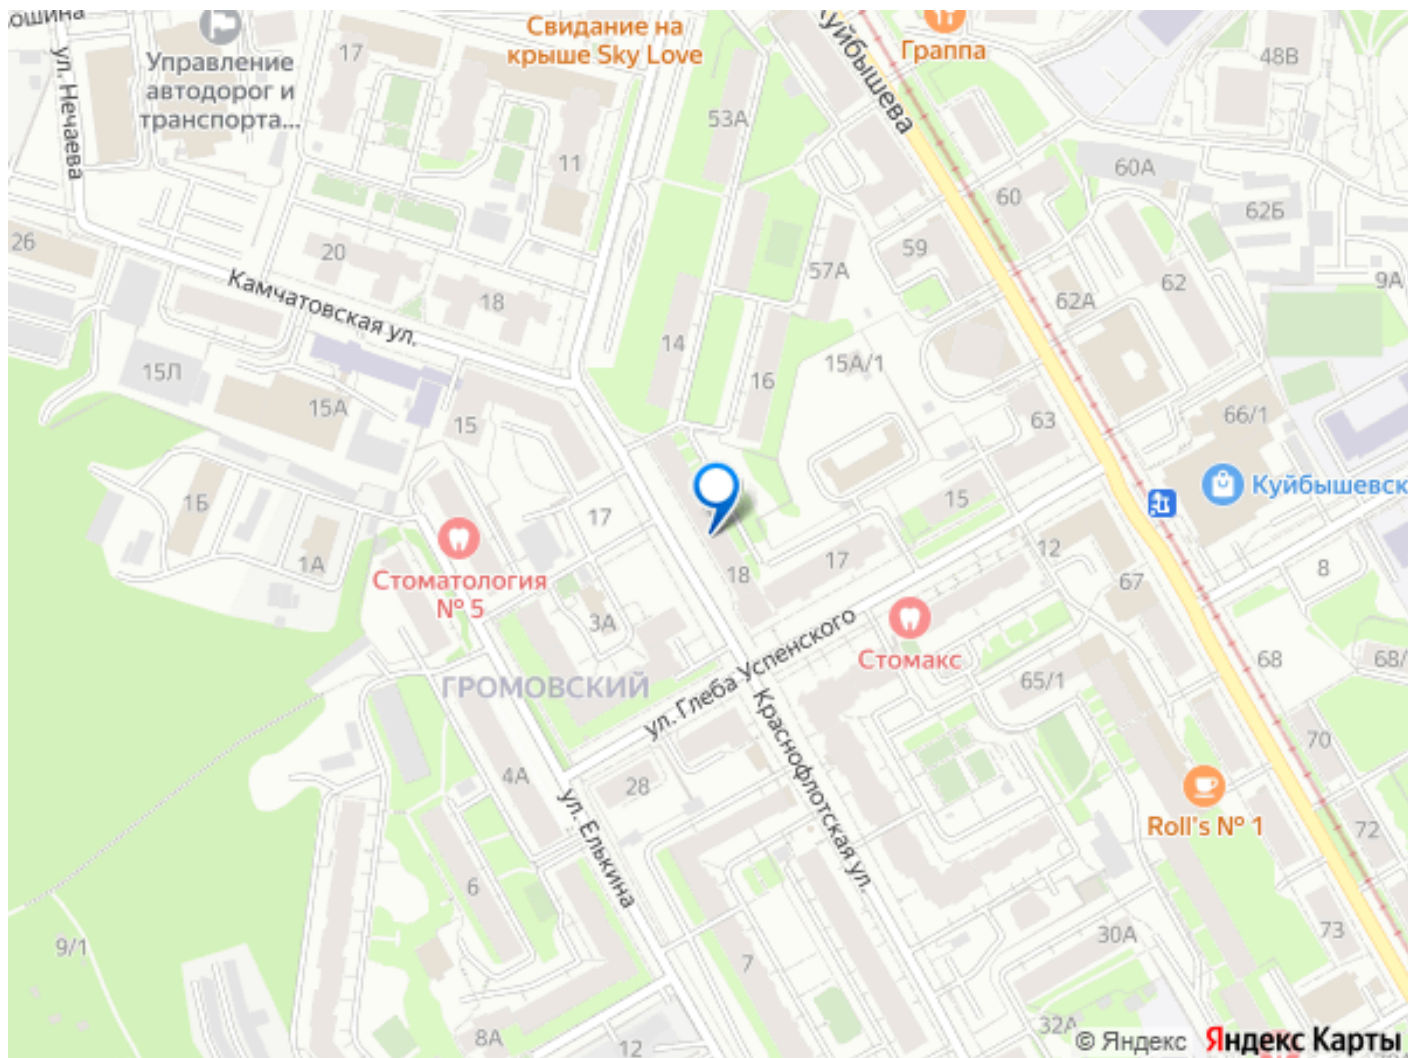 ошина
ул. Нечаева
Управление
автодорог и
транспорта...
17
Свидание на
крыше Sky Love
11
53А
Куйбышева
Граппа
48В
60А
60
62Б
26
20
Камчатовская ул.
18
57А
59
62А
62
9А
14
16
15А/1
15Л
15А
15
63
66/1
Куйбышевск
1Б
1А
17
15
Стоматология
№ 5
3А
18
17
12
67
8
Стомакс
ГРОМОВСКИЙ
ул. Глеба Успенского
65/1
68
68/
Краснофлотская ул.
4А
28
70
Roll's № 1
72
ул. Елькина
6
9/1
7
30А
73
8А
12
32А
© Яндекс
Яндекс Карты